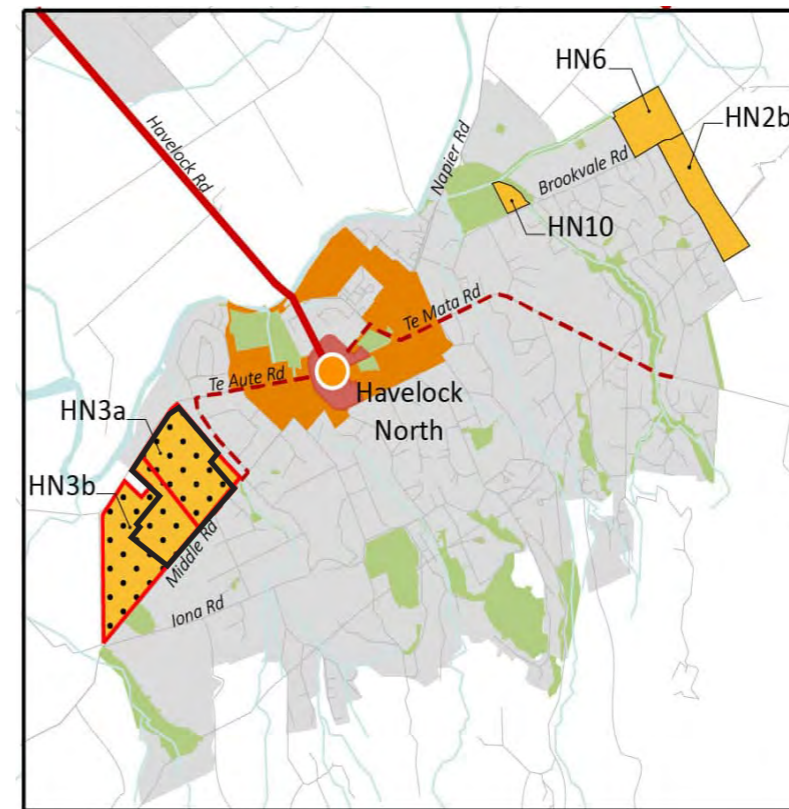 HN6
HN2b
Havelock Rd
Napier Rd
Brookvale Rd
HN10
Te Mata Rd
Te Aute Rd
Havelock
North
HN3a
HN3b
Middle Rd
Iona Rd